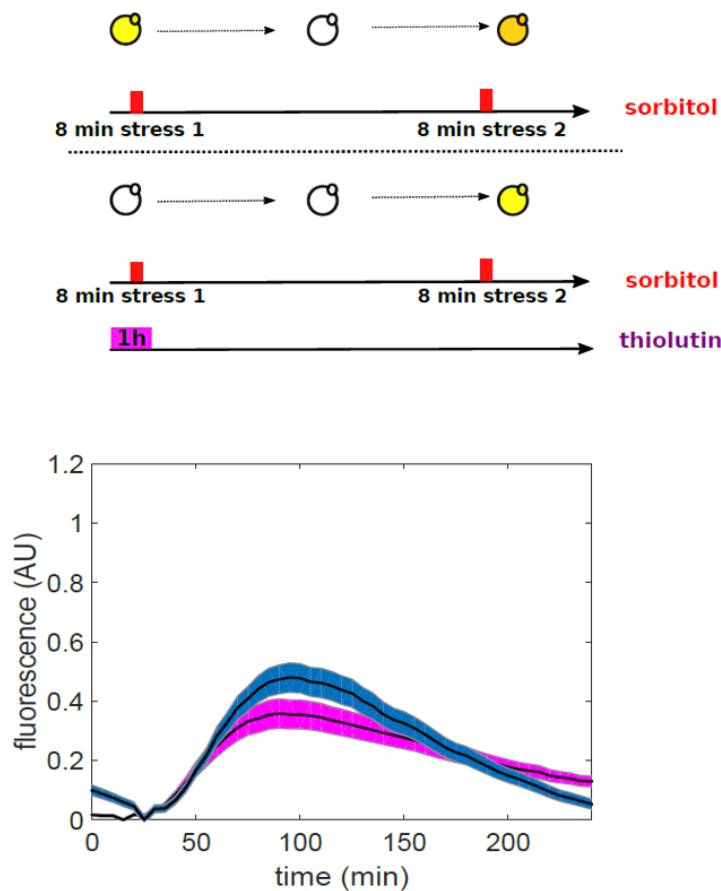 sorbitol
8 min stress 1 8 min stress 2
sorbitol
8 min stress 1 8 min stress 2
1h
thiolutin
1.2
1
0.8
0.6
0.4
0.2
0
fluorescence (AU)
0 50 100 150 200
time (min)